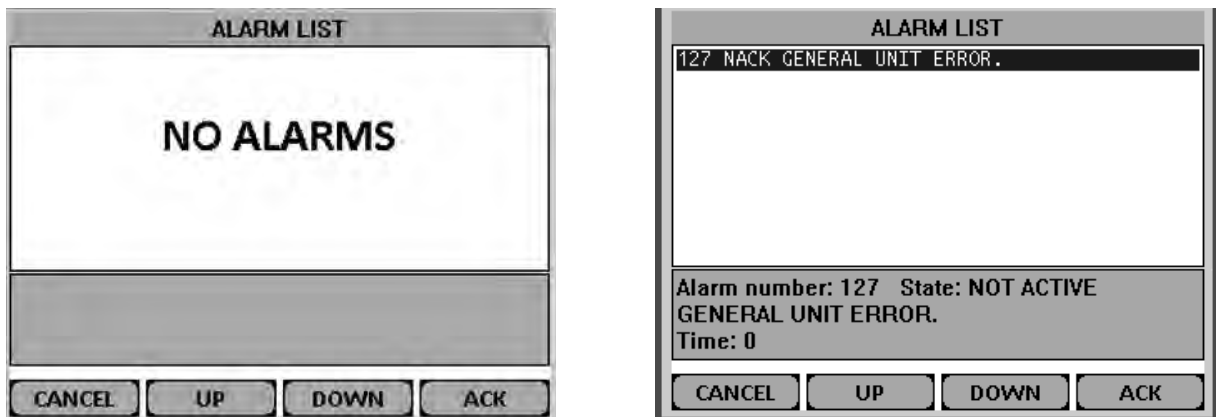 ALARM LIST
NO ALARMS
CANCEL UP DOWN ACK
ALARM LIST
127 NACK GENERAL UNIT ERROR.
Alarm number: 127 State: NOT ACTIVE
GENERAL UNIT ERROR.
Time: 0
CANCEL UP DOWN ACK